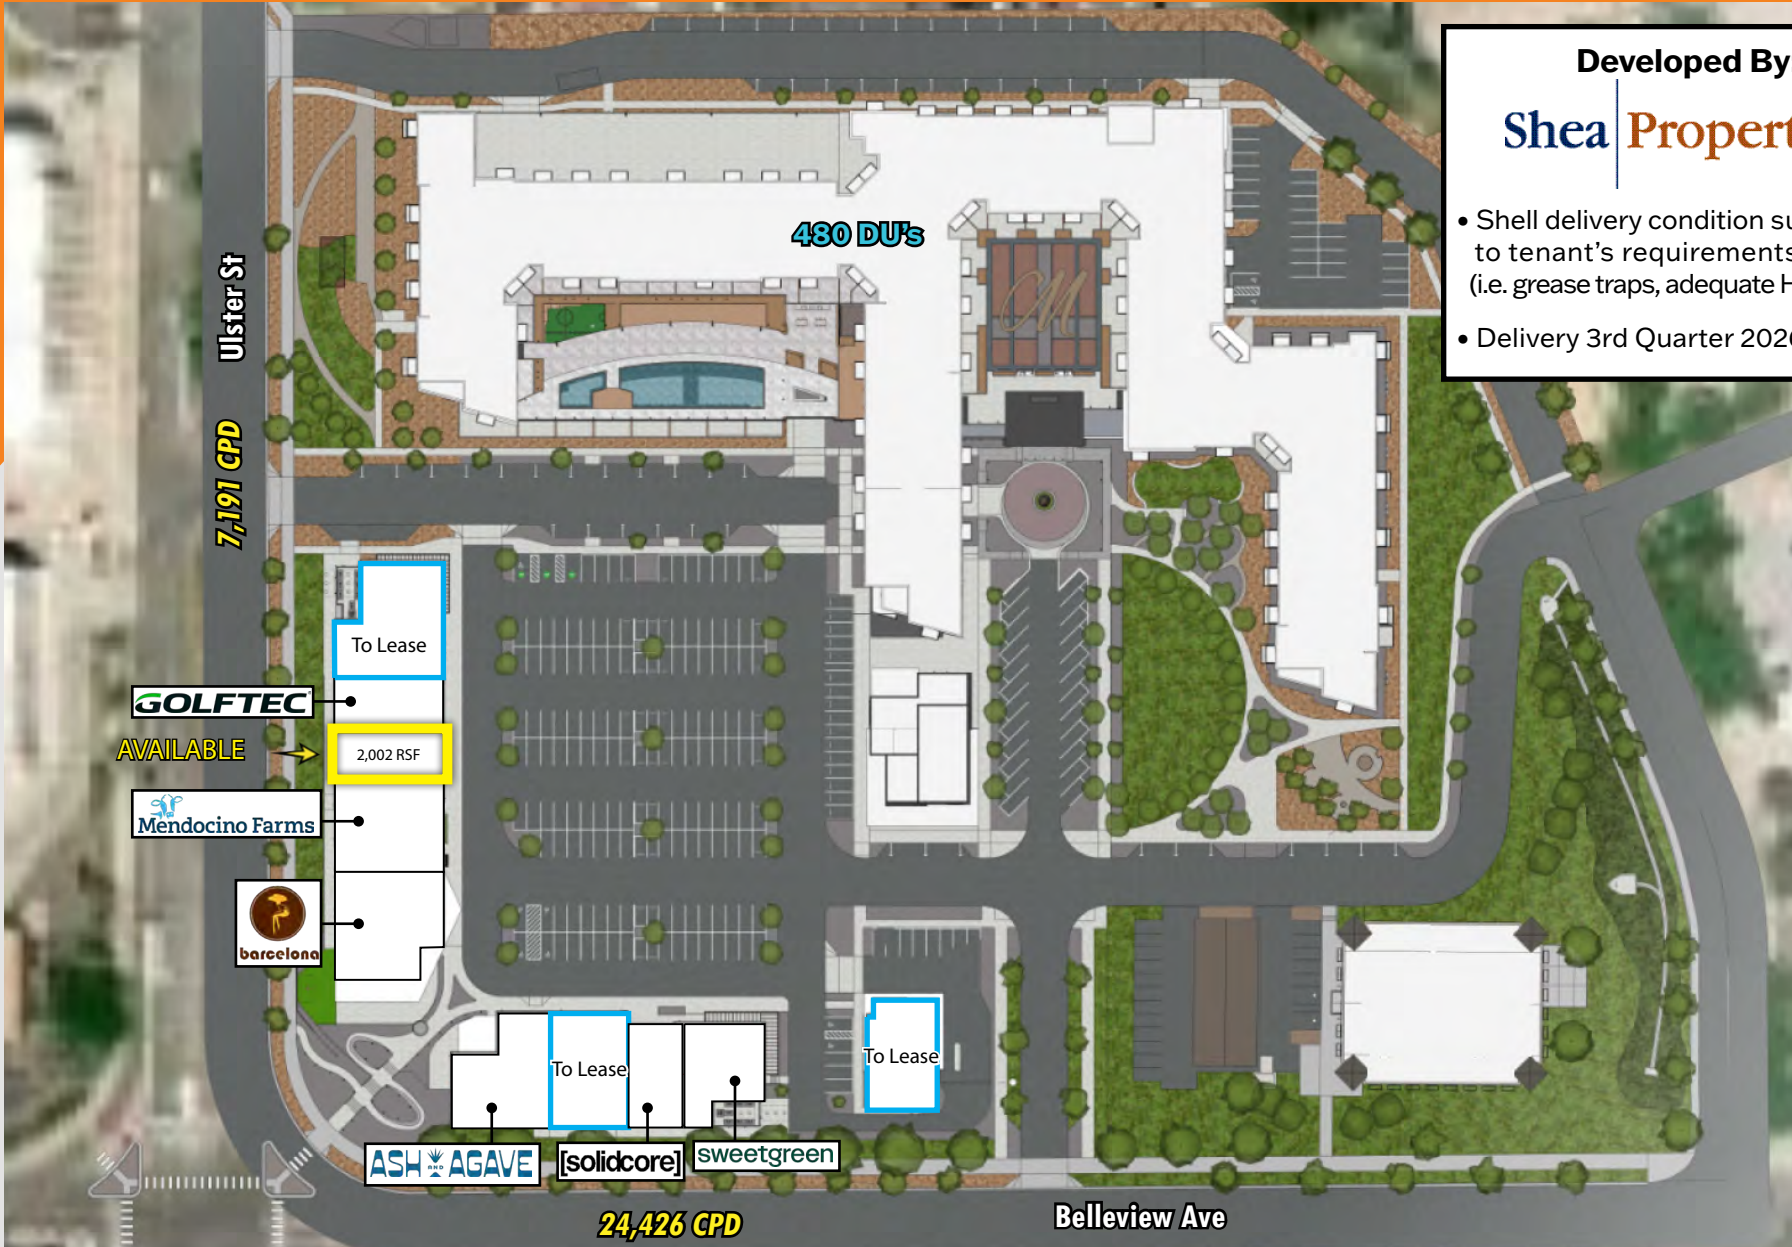 Developed By
Shea Propert
• Shell delivery condition su
to tenant's requirements
(i.e. grease traps, adequate H
• Delivery 3rd Quarter 202
480 DU's
M
Ulster St
7,191 CPD
To Lease
GOLFTEC
AVAILABLE
2,002 RSF
Mendocino Farms
barcelona
To Lease
To Lease
ASH AND AGAVE
[solidcore]
sweetgreen
24,426 CPD
Belleview Ave